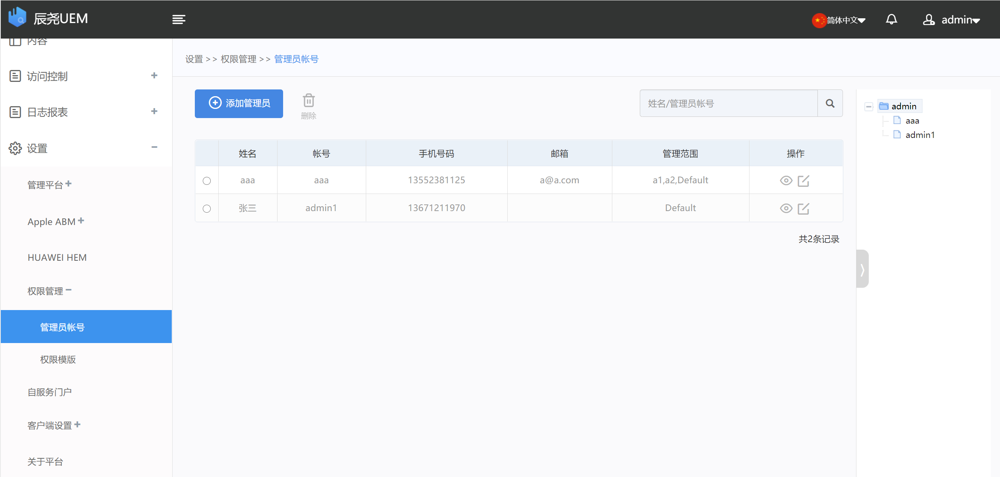 辰尧UEM
简体中文
admin
内容
访问控制 +
日志报表 +
设置 −
管理平台 +
Apple ABM +
HUAWEI HEM
权限管理 −
管理员帐号
权限模版
自服务门户
客户端设置 +
关于平台
设置 >> 权限管理 >> 管理员帐号
添加管理员
删除
姓名/管理员帐号
姓名 帐号 手机号码 邮箱 管理范围 操作
aaa aaa 13552381125 a@a.com a1,a2,Default
张三 admin1 13671211970 Default
共2条记录
admin
aaa
admin1